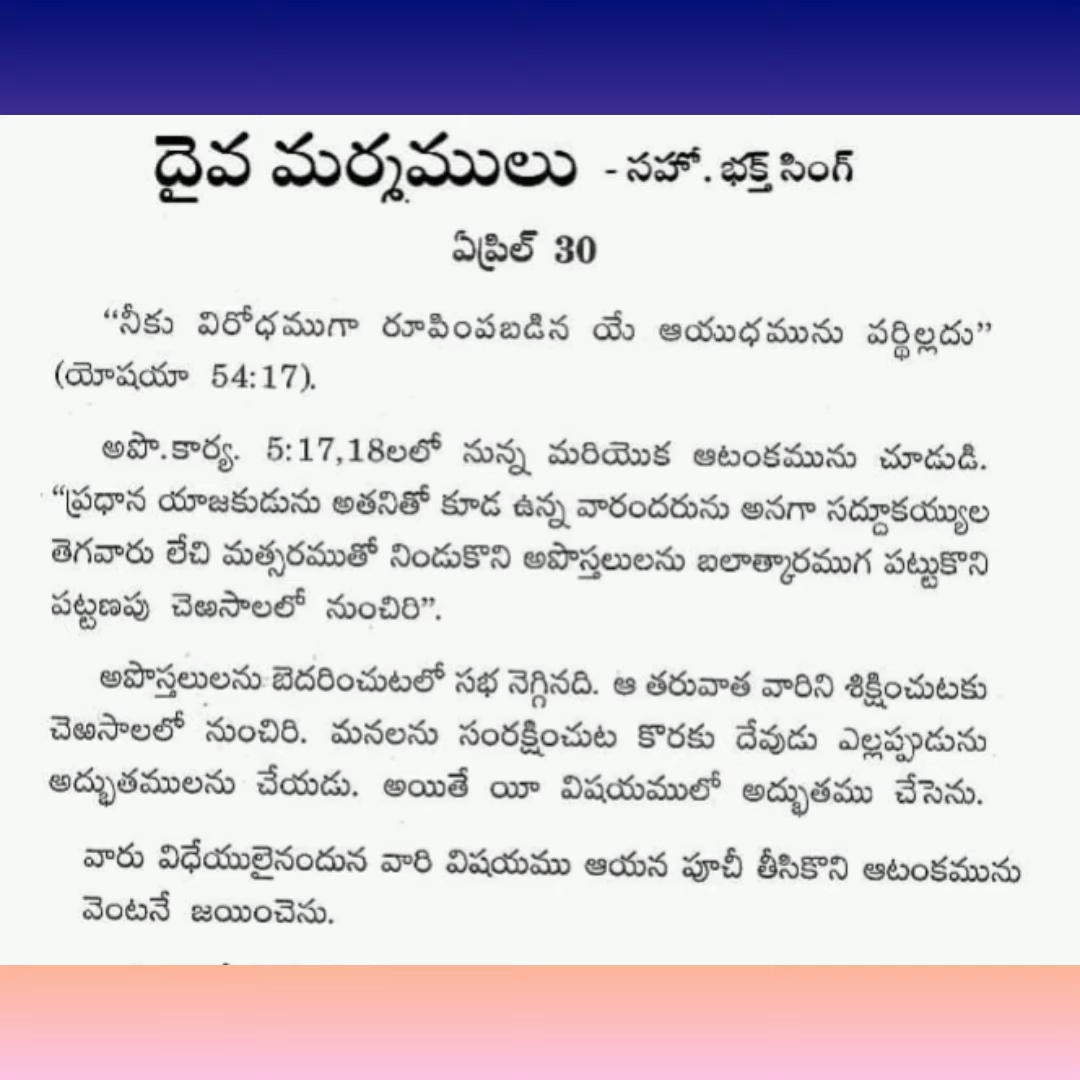 దైవ మర్మములు - సహో. భక్త్ సింగ్
ఏప్రిల్ 30
“నీకు విరోధముగా రూపింపబడిన యే ఆయుధమును వర్థిల్లదు”
(యోషయా 54:17).
అపొ.కార్య. 5:17,18లలో నున్న మరియొక ఆటంకమును చూడుడి.
“ప్రధాన యాజకుడును అతనితో కూడ ఉన్న వారందరును అనగా సద్దూకయ్యుల
తెగవారు లేచి మత్సరముతో నిండుకొని అపొస్తలులను బలాత్కారముగ పట్టుకొని
పట్టణపు చెఱసాలలో నుంచిరి”.
అపొస్తలులను బెదరించుటలో సభ నెగ్గినది. ఆ తరువాత వారిని శిక్షించుటకు
చెఱసాలలో నుంచిరి. మనలను సంరక్షించుట కొరకు దేవుడు ఎల్లప్పుడును
అద్భుతములను చేయడు. అయితే యీ విషయములో అద్భుతము చేసెను.
వారు విధేయులైనందున వారి విషయము ఆయన పూచీ తీసికొని ఆటంకమును
వెంటనే జయించెను.